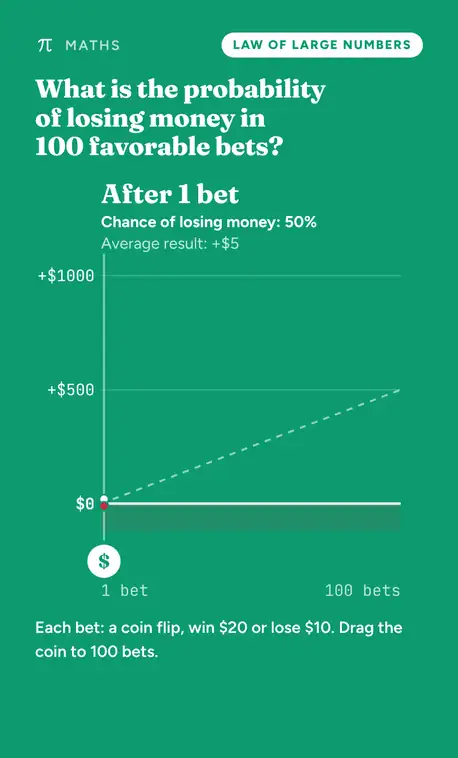 π MATHS
LAW OF LARGE NUMBERS
What is the probability
of losing money in
100 favorable bets?
After 1 bet
Chance of losing money: 50%
Average result: +$5
+$1000
+$500
$0
$
1 bet
100 bets
Each bet: a coin flip, win $20 or lose $10. Drag the
coin to 100 bets.